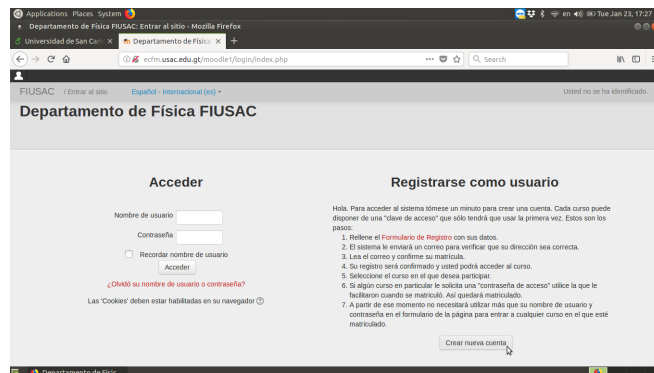 Applications Places System en Tue Jan 23, 17:27
Departamento de Física FIUSAC: Entrar al sitio - Mozilla Firefox
Universidad de San Carl × Departamento de Física × +
ecfm.usac.edu.gt/moodle1/login/index.php Search
FIUSAC / Entrar al sitio Español - Internacional (es) Usted no se ha identificado.
Departamento de Física FIUSAC
Acceder
Nombre de usuario
Contraseña
Recordar nombre de usuario
Acceder
¿Olvidó su nombre de usuario o contraseña?
Las 'Cookies' deben estar habilitadas en su navegador
Registrarse como usuario
Hola. Para acceder al sistema tómese un minuto para crear una cuenta. Cada curso puede
disponer de una "clave de acceso" que sólo tendrá que usar la primera vez. Estos son los
pasos:
1. Rellene el Formulario de Registro con sus datos.
2. El sistema le enviará un correo para verificar que su dirección sea correcta.
3. Lea el correo y confirme su matrícula.
4. Su registro será confirmado y usted podrá acceder al curso.
5. Seleccione el curso en el que desea participar.
6. Si algún curso en particular le solicita una "contraseña de acceso" utilice la que le
facilitaron cuando se matriculó. Así quedará matriculado.
7. A partir de ese momento no necesitará utilizar más que su nombre de usuario y
contraseña en el formulario de la página para entrar a cualquier curso en el que esté
matriculado.
Crear nueva cuenta
Departamento de Físic